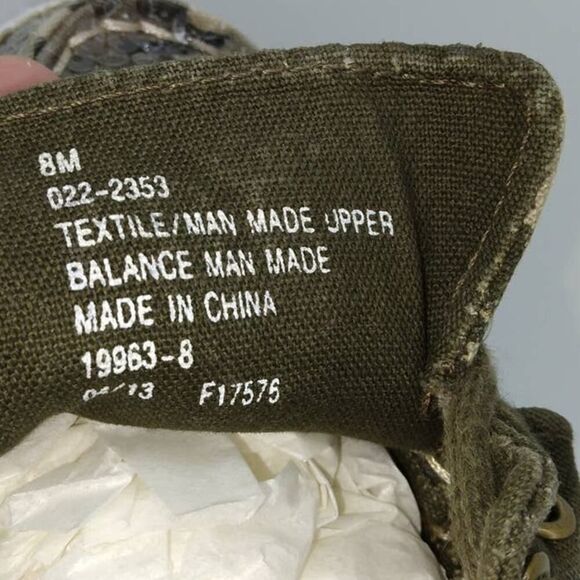 8M
022-2353
TEXTILE/MAN MADE UPPER
BALANCE MAN MADE
MADE IN CHINA
19963-8
F17575